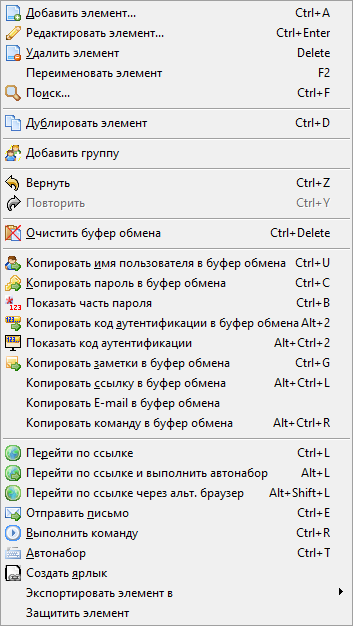 Добавить элемент... Ctrl+A
Редактировать элемент... Ctrl+Enter
Удалить элемент Delete
Переименовать элемент F2
Поиск... Ctrl+F
Дублировать элемент Ctrl+D
Добавить группу
Вернуть Ctrl+Z
Повторить Ctrl+Y
Очистить буфер обмена Ctrl+Delete
Копировать имя пользователя в буфер обмена Ctrl+U
Копировать пароль в буфер обмена Ctrl+C
Показать часть пароля Ctrl+B
Копировать код аутентификации в буфер обмена Alt+2
Показать код аутентификации Alt+Ctrl+2
Копировать заметки в буфер обмена Ctrl+G
Копировать ссылку в буфер обмена Alt+Ctrl+L
Копировать E-mail в буфер обмена
Копировать команду в буфер обмена Alt+Ctrl+R
Перейти по ссылке Ctrl+L
Перейти по ссылке и выполнить автонабор Alt+L
Перейти по ссылке через альт. браузер Alt+Shift+L
Отправить письмо Ctrl+E
Выполнить команду Ctrl+R
Автонабор Ctrl+T
Создать ярлык
Экспортировать элемент в
Защитить элемент